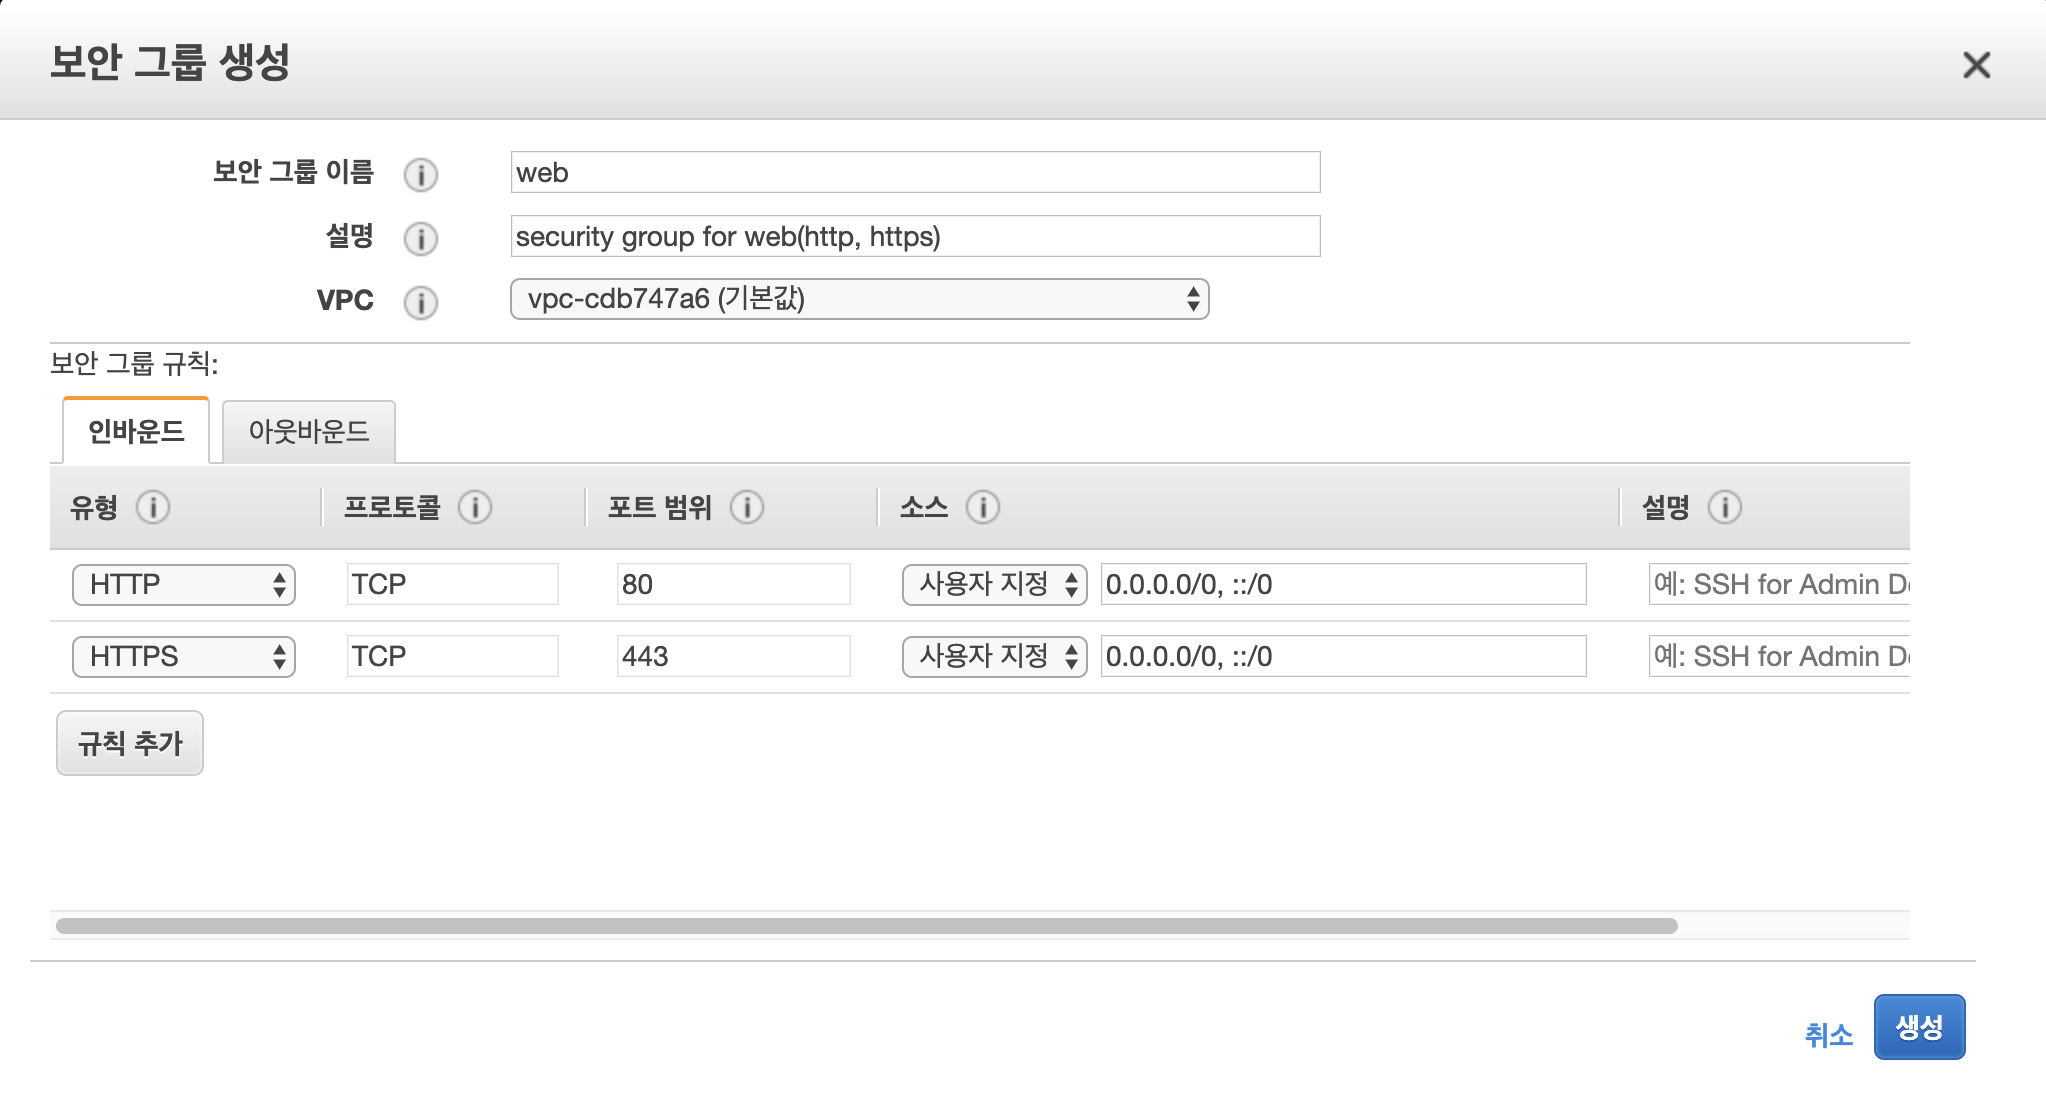 보안 그룹 생성
보안 그룹 이름 web
설명 security group for web(http, https)
VPC vpc-cdb747a6 (기본값)
보안 그룹 규칙:
인바운드 아웃바운드
유형 프로토콜 포트 범위 소스 설명
HTTP TCP 80 사용자 지정 0.0.0.0/0, ::/0 예: SSH for Admin De
HTTPS TCP 443 사용자 지정 0.0.0.0/0, ::/0 예: SSH for Admin De
규칙 추가
취소 생성